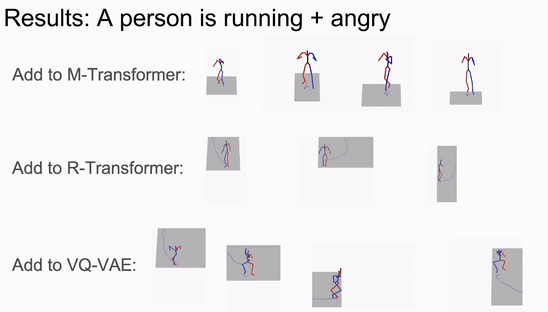 Results: A person is running + angry
Add to M-Transformer:
Add to R-Transformer:
Add to VQ-VAE: